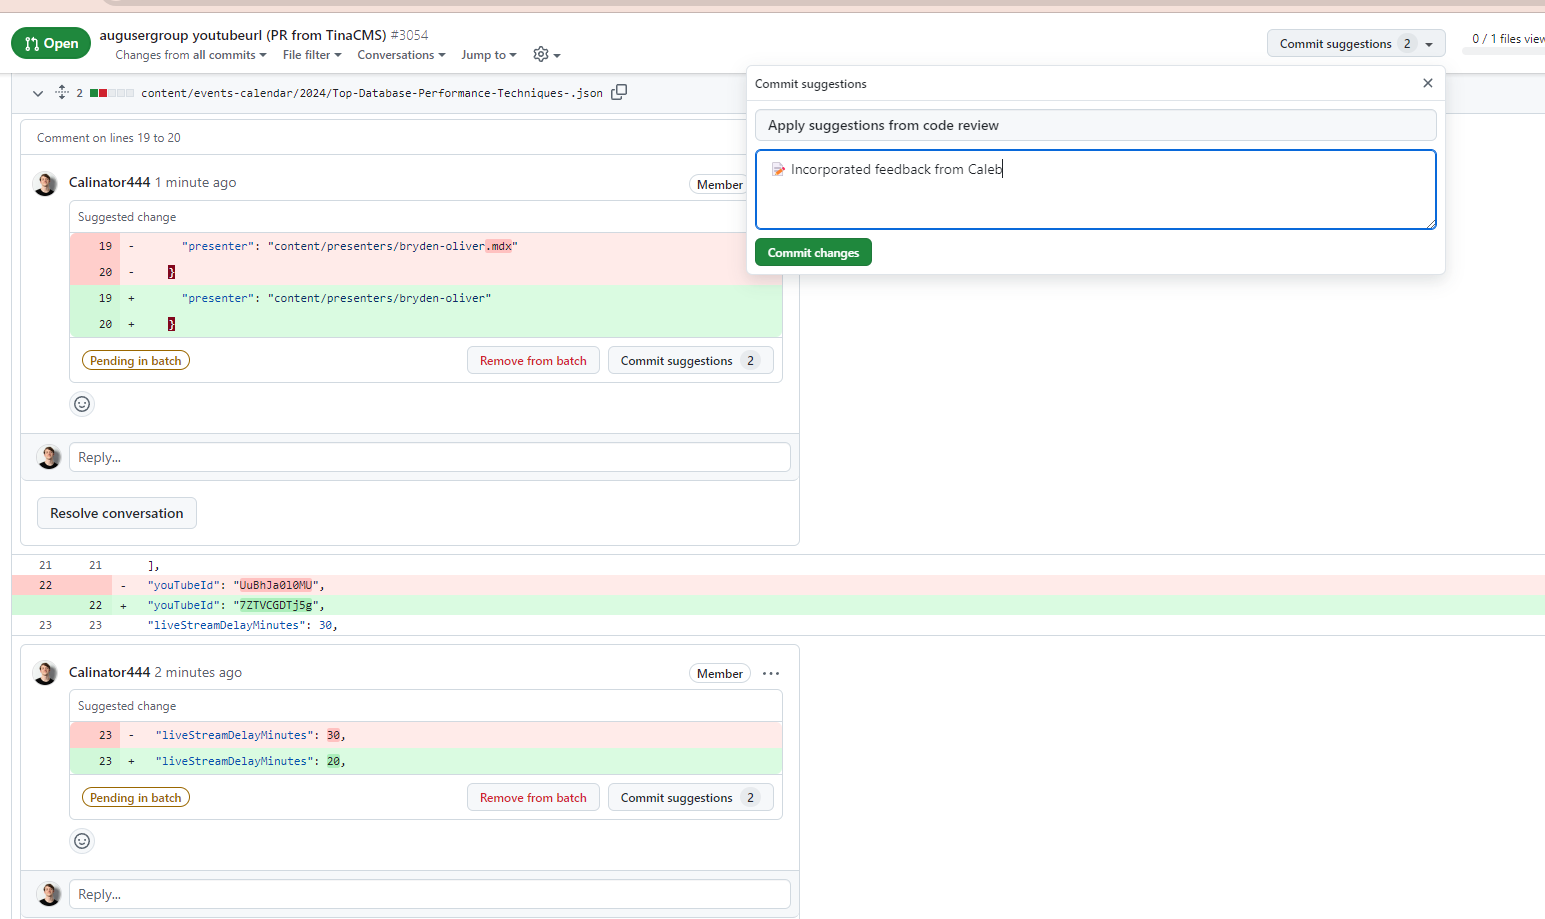 Open
augusergroup youtubeurl (PR from TinaCMS) #3054
Changes from all commits File filter Conversations Jump to
Commit suggestions 2
0 / 1 files view
2 content/events-calendar/2024/Top-Database-Performance-Techniques-.json
Commit suggestions
Apply suggestions from code review
📝 Incorporated feedback from Caleb
Commit changes
Comment on lines 19 to 20
Calinator444 1 minute ago Member
Suggested change
19 - "presenter": "content/presenters/bryden-oliver.mdx"
20 - }
19 + "presenter": "content/presenters/bryden-oliver"
20 + }
Pending in batch Remove from batch Commit suggestions 2
Reply...
Resolve conversation
21 21 ],
22 - "youTubeId": "UuBhJa0l0MU",
22 + "youTubeId": "7ZTVCGDTj5g",
23 23 "liveStreamDelayMinutes": 30,
Calinator444 2 minutes ago Member
Suggested change
23 - "liveStreamDelayMinutes": 30,
23 + "liveStreamDelayMinutes": 20,
Pending in batch Remove from batch Commit suggestions 2
Reply...